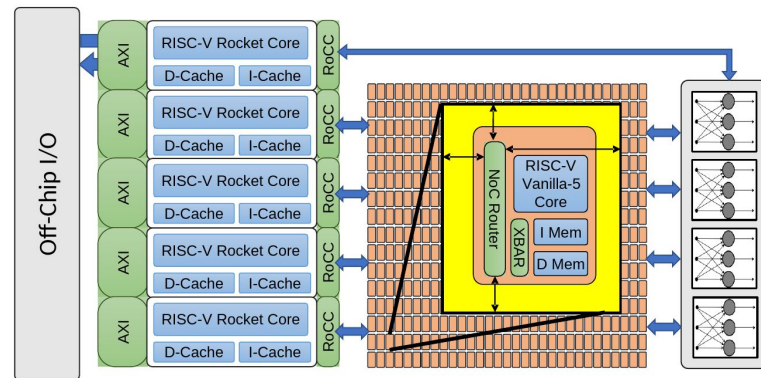 Off-Chip I/O
AXI
RISC-V Rocket Core
D-Cache
I-Cache
RoCC
AXI
RISC-V Rocket Core
D-Cache
I-Cache
RoCC
AXI
RISC-V Rocket Core
D-Cache
I-Cache
RoCC
AXI
RISC-V Rocket Core
D-Cache
I-Cache
RoCC
AXI
RISC-V Rocket Core
D-Cache
I-Cache
RoCC
NoC Router
RISC-V
Vanilla-5
Core
XBAR
I Mem
D Mem